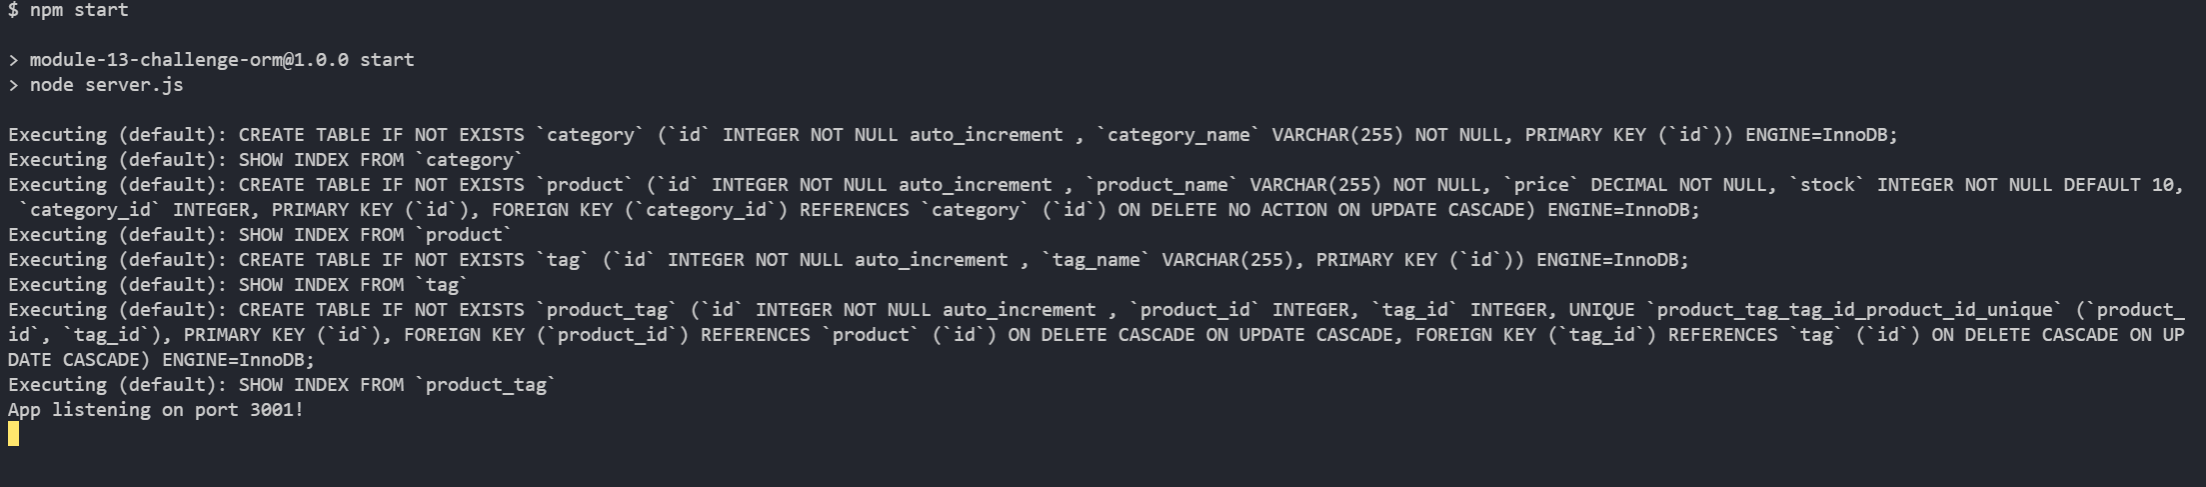 $ npm start
> module-13-challenge-orm@1.0.0 start
> node server.js
Executing (default): CREATE TABLE IF NOT EXISTS `category` (`id` INTEGER NOT NULL auto_increment , `category_name` VARCHAR(255) NOT NULL, PRIMARY KEY (`id`)) ENGINE=InnoDB;
Executing (default): SHOW INDEX FROM `category`
Executing (default): CREATE TABLE IF NOT EXISTS `product` (`id` INTEGER NOT NULL auto_increment , `product_name` VARCHAR(255) NOT NULL, `price` DECIMAL NOT NULL, `stock` INTEGER NOT NULL DEFAULT 10,
`category_id` INTEGER, PRIMARY KEY (`id`), FOREIGN KEY (`category_id`) REFERENCES `category` (`id`) ON DELETE NO ACTION ON UPDATE CASCADE) ENGINE=InnoDB;
Executing (default): SHOW INDEX FROM `product`
Executing (default): CREATE TABLE IF NOT EXISTS `tag` (`id` INTEGER NOT NULL auto_increment , `tag_name` VARCHAR(255), PRIMARY KEY (`id`)) ENGINE=InnoDB;
Executing (default): SHOW INDEX FROM `tag`
Executing (default): CREATE TABLE IF NOT EXISTS `product_tag` (`id` INTEGER NOT NULL auto_increment , `product_id` INTEGER, `tag_id` INTEGER, UNIQUE `product_tag_tag_id_product_id_unique` (`product_
id`, `tag_id`), PRIMARY KEY (`id`), FOREIGN KEY (`product_id`) REFERENCES `product` (`id`) ON DELETE CASCADE ON UPDATE CASCADE, FOREIGN KEY (`tag_id`) REFERENCES `tag` (`id`) ON DELETE CASCADE ON UP
DATE CASCADE) ENGINE=InnoDB;
Executing (default): SHOW INDEX FROM `product_tag`
App listening on port 3001!